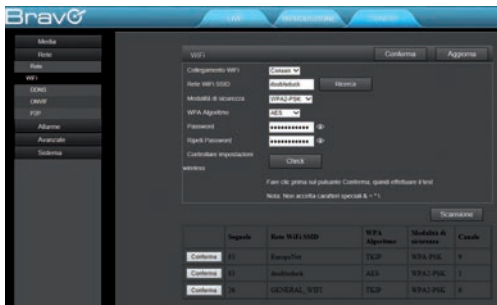 Bravo
LIVE
Media
Rete
Rete
WiFi
DDNS
ONVIF
P2P
Allarme
Avanzate
Sistema
WiFi
Conferma
Aggiorna
Collegamento WiFi
Consen
Rete WiFi SSID
doubleduck
Ricerca
Modalità di sicurezza
WPA2-PSK
WPA Algoritmo
AES
Password
Ripeti Password
Controllare impostazioni
wireless
Check
Fare clic prima sul pulsante Conferma, quindi effettuare il test
Nota: Non accetta caratteri speciali & = " \
Scansione
Segnale Rete WiFi SSID WPA Algoritmo Modalità di sicurezza Canale
Conferma EuropeNet TKIP WPA-PSK
Conferma doubleduck AES WPA2-PSK
Conferma GENERAL_WIFI TKIP WPA2-PSK